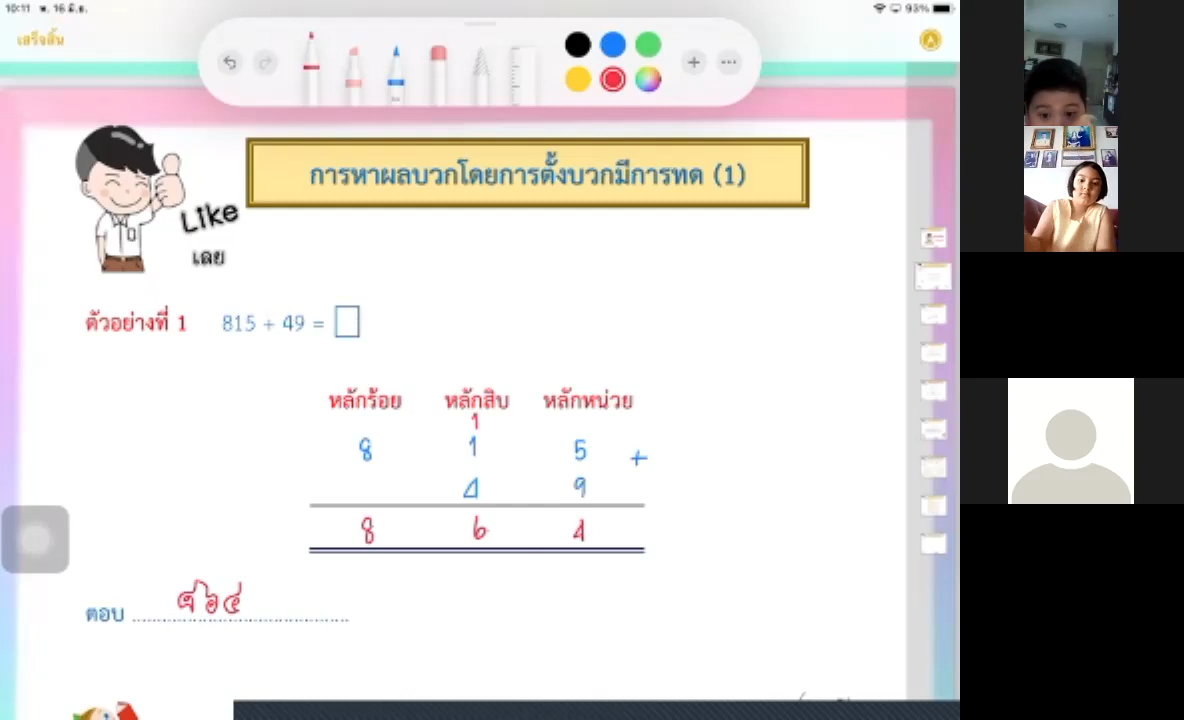 10:11 พ. 16 มิ.ย.
93%
เสร็จสิ้น
การหาผลบวกโดยการตั้งบวกมีการทด (1)
Like
เลย
ตัวอย่างที่ 1 815 + 49 =
หลักร้อย หลักสิบ หลักหน่วย
1
8 1 5 +
4 9
8 6 4
ตอบ ๘๖๔